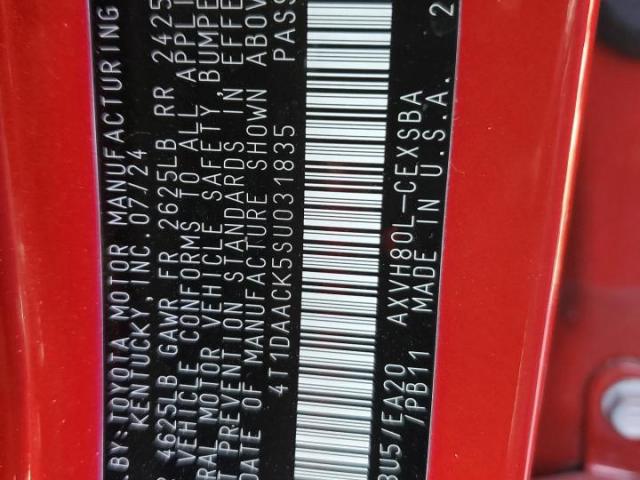 BY: TOYOTA MOTOR MANUFACTURING
KENTUCKY, INC. 07/24
4625LB GAWR FR 2625LB RR 2425
VEHICLE CONFORMS TO ALL APPL
MOTOR VEHICLE SAFETY, BUMPE
PREVENTION STANDARDS IN EFFE
DATE OF MANUFACTURE SHOWN ABOV
4T1DAACK5SU031835 PASS
3U5/EA20 AXVH80L-CEXSBA
/PB11 MADE IN U.S.A. 2